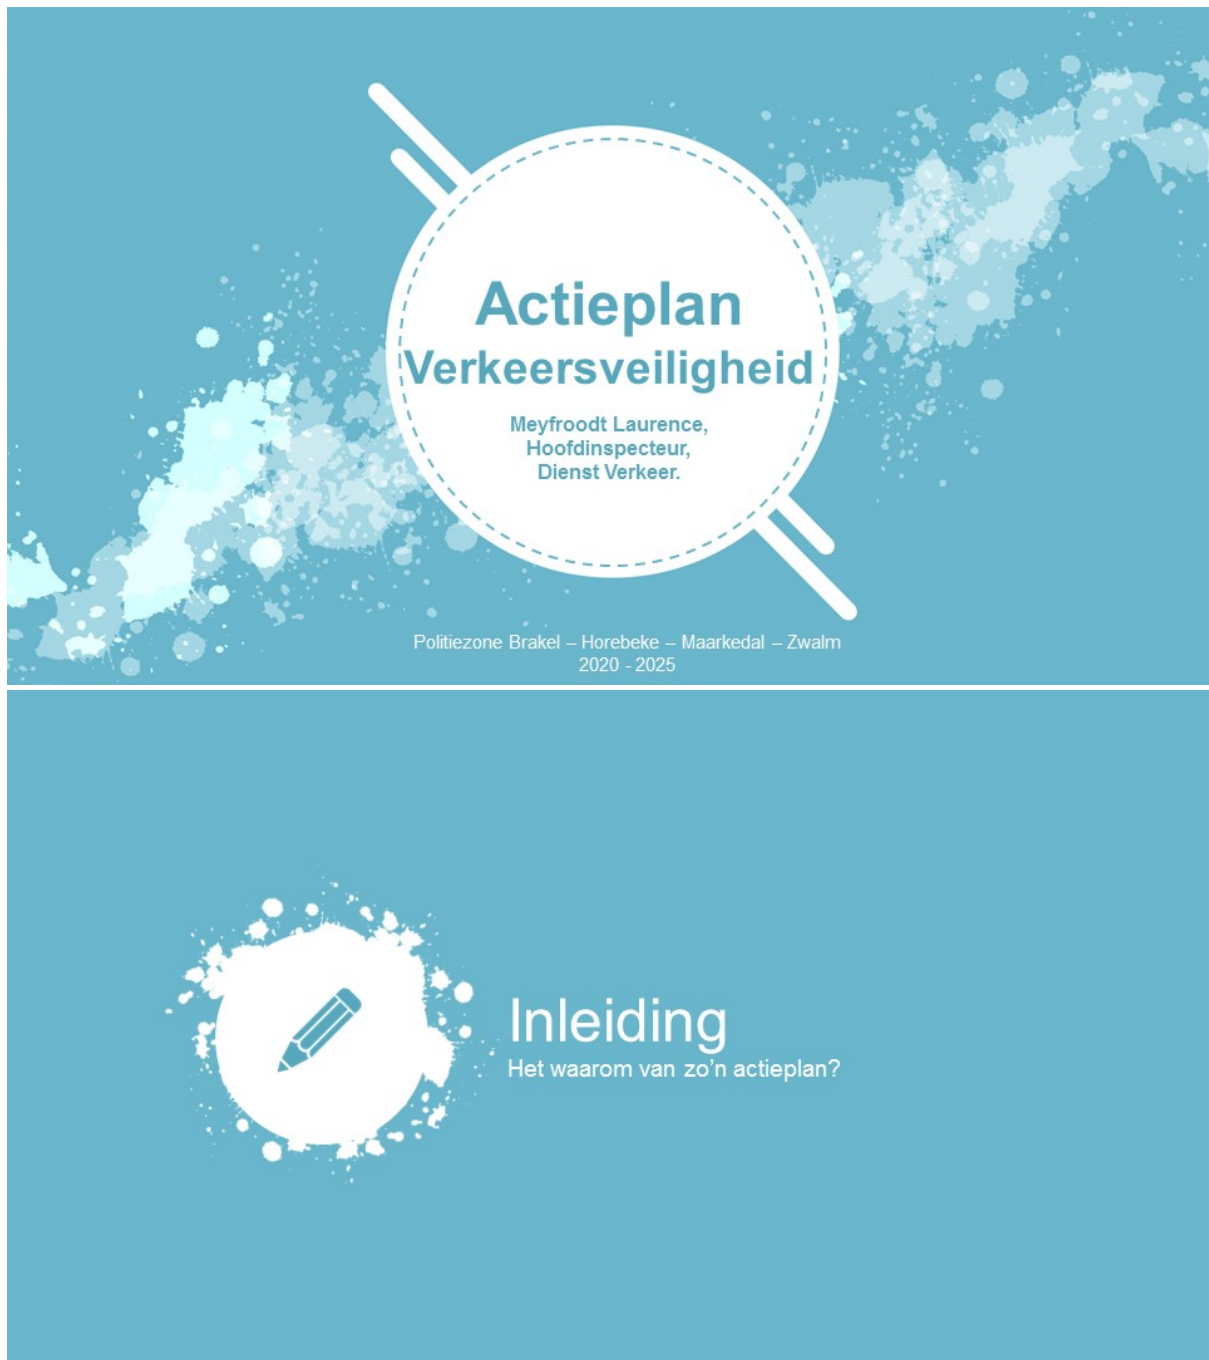 Actieplan
Verkeersveiligheid
Meyfroodt Laurence,
Hoofdinspecteur,
Dienst Verkeer.
Politiezone Brakel – Horebeke – Maarkedal – Zwalm
2020 - 2025
Inleiding
Het waarom van zo’n actieplan?